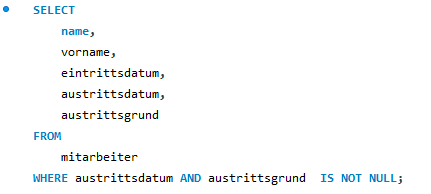 SELECT
name,
vorname,
eintrittsdatum,
austrittsdatum,
austrittsgrund
FROM
mitarbeiter
WHERE austrittsdatum AND austrittsgrund  IS NOT NULL;